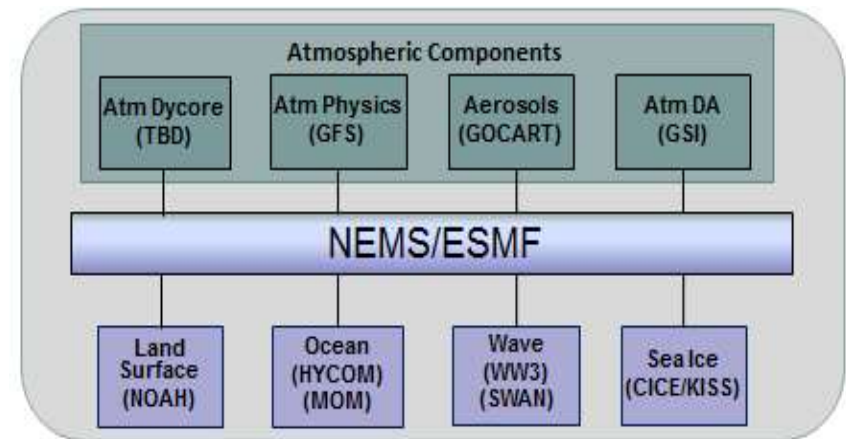 Atmospheric Components
Atm Dycore
(TBD)
Atm Physics
(GFS)
Aerosols
(GOCART)
Atm DA
(GSI)
NEMS/ESMF
Land
Surface
(NOAH)
Ocean
(HYCOM)
(MOM)
Wave
(WW3)
(SWAN)
Sea Ice
(CICE/KISS)